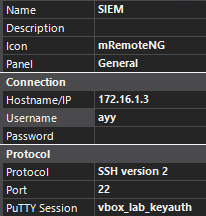 Name SIEM
Description
Icon mRemoteNG
Panel General
Connection
Hostname/IP 172.16.1.3
Username ayy
Password
Protocol
Protocol SSH version 2
Port 22
PuTTY Session vbox_lab_keyauth